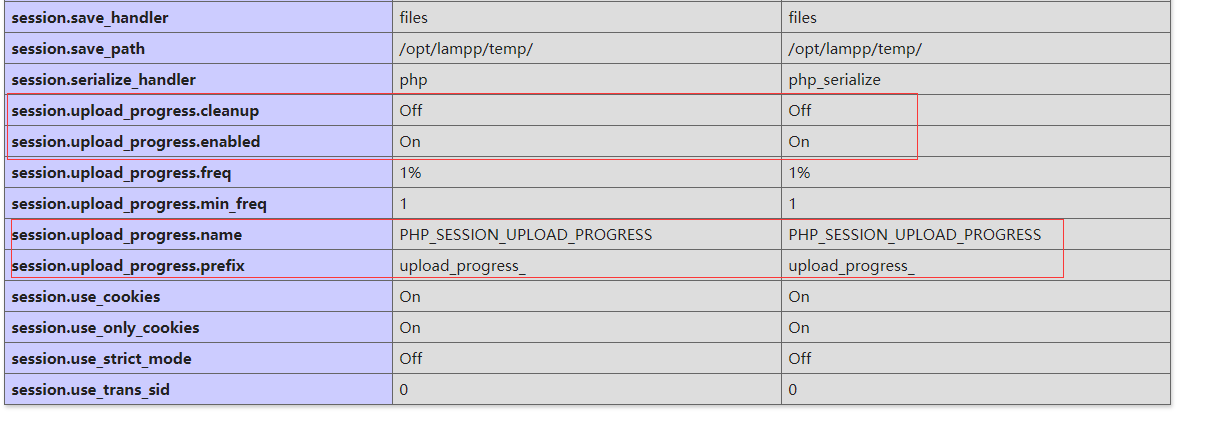 session.save_handler files files
session.save_path /opt/lampp/temp/ /opt/lampp/temp/
session.serialize_handler php php_serialize
session.upload_progress.cleanup Off Off
session.upload_progress.enabled On On
session.upload_progress.freq 1% 1%
session.upload_progress.min_freq 1 1
session.upload_progress.name PHP_SESSION_UPLOAD_PROGRESS PHP_SESSION_UPLOAD_PROGRESS
session.upload_progress.prefix upload_progress_ upload_progress_
session.use_cookies On On
session.use_only_cookies On On
session.use_strict_mode Off Off
session.use_trans_sid 0 0